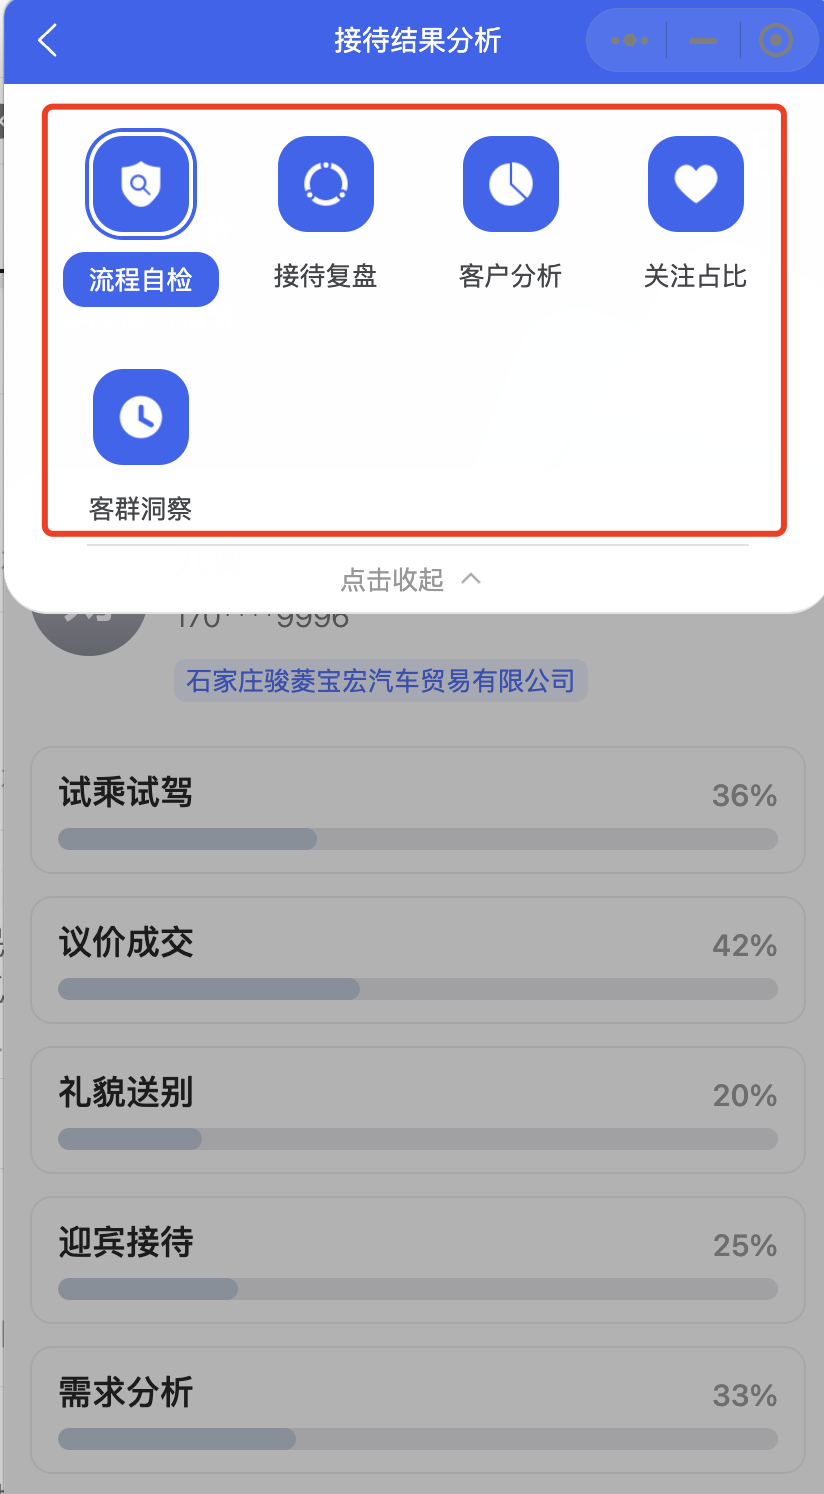 接待结果分析
流程自检
接待复盘
客户分析
关注占比
客群洞察
点击收起
170****9996
石家庄骏菱宝宏汽车贸易有限公司
试乘试驾
36%
议价成交
42%
礼貌送别
20%
迎宾接待
25%
需求分析
33%